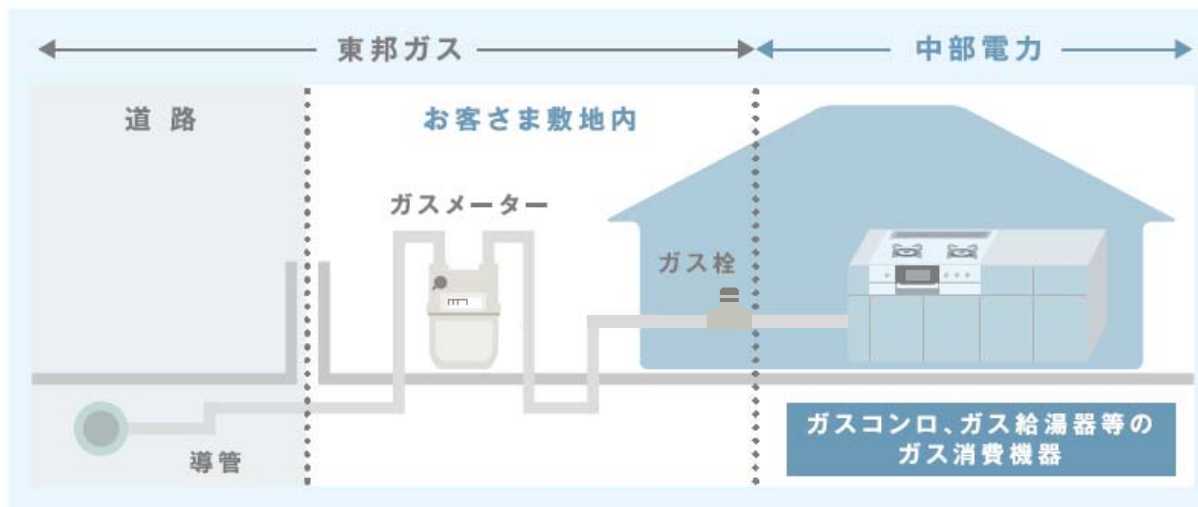 東邦ガス
中部電力
道 路
お客さま敷地内
ガスメーター
ガス栓
導管
ガスコンロ、ガス給湯器等の
ガス消費機器